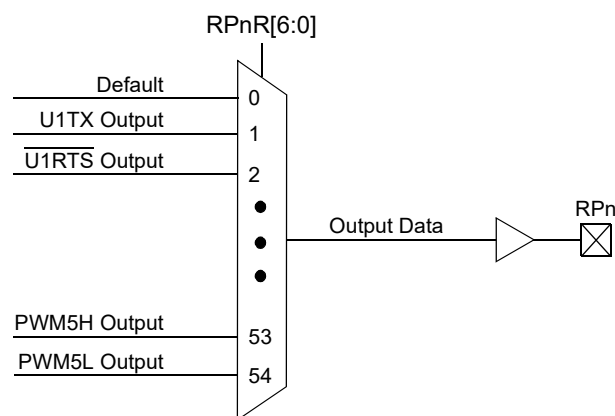 RPnR[6:0]
Default
0
U1TX Output
1
U1RTS Output
2
Output Data
RPn
PWM5H Output
53
PWM5L Output
54